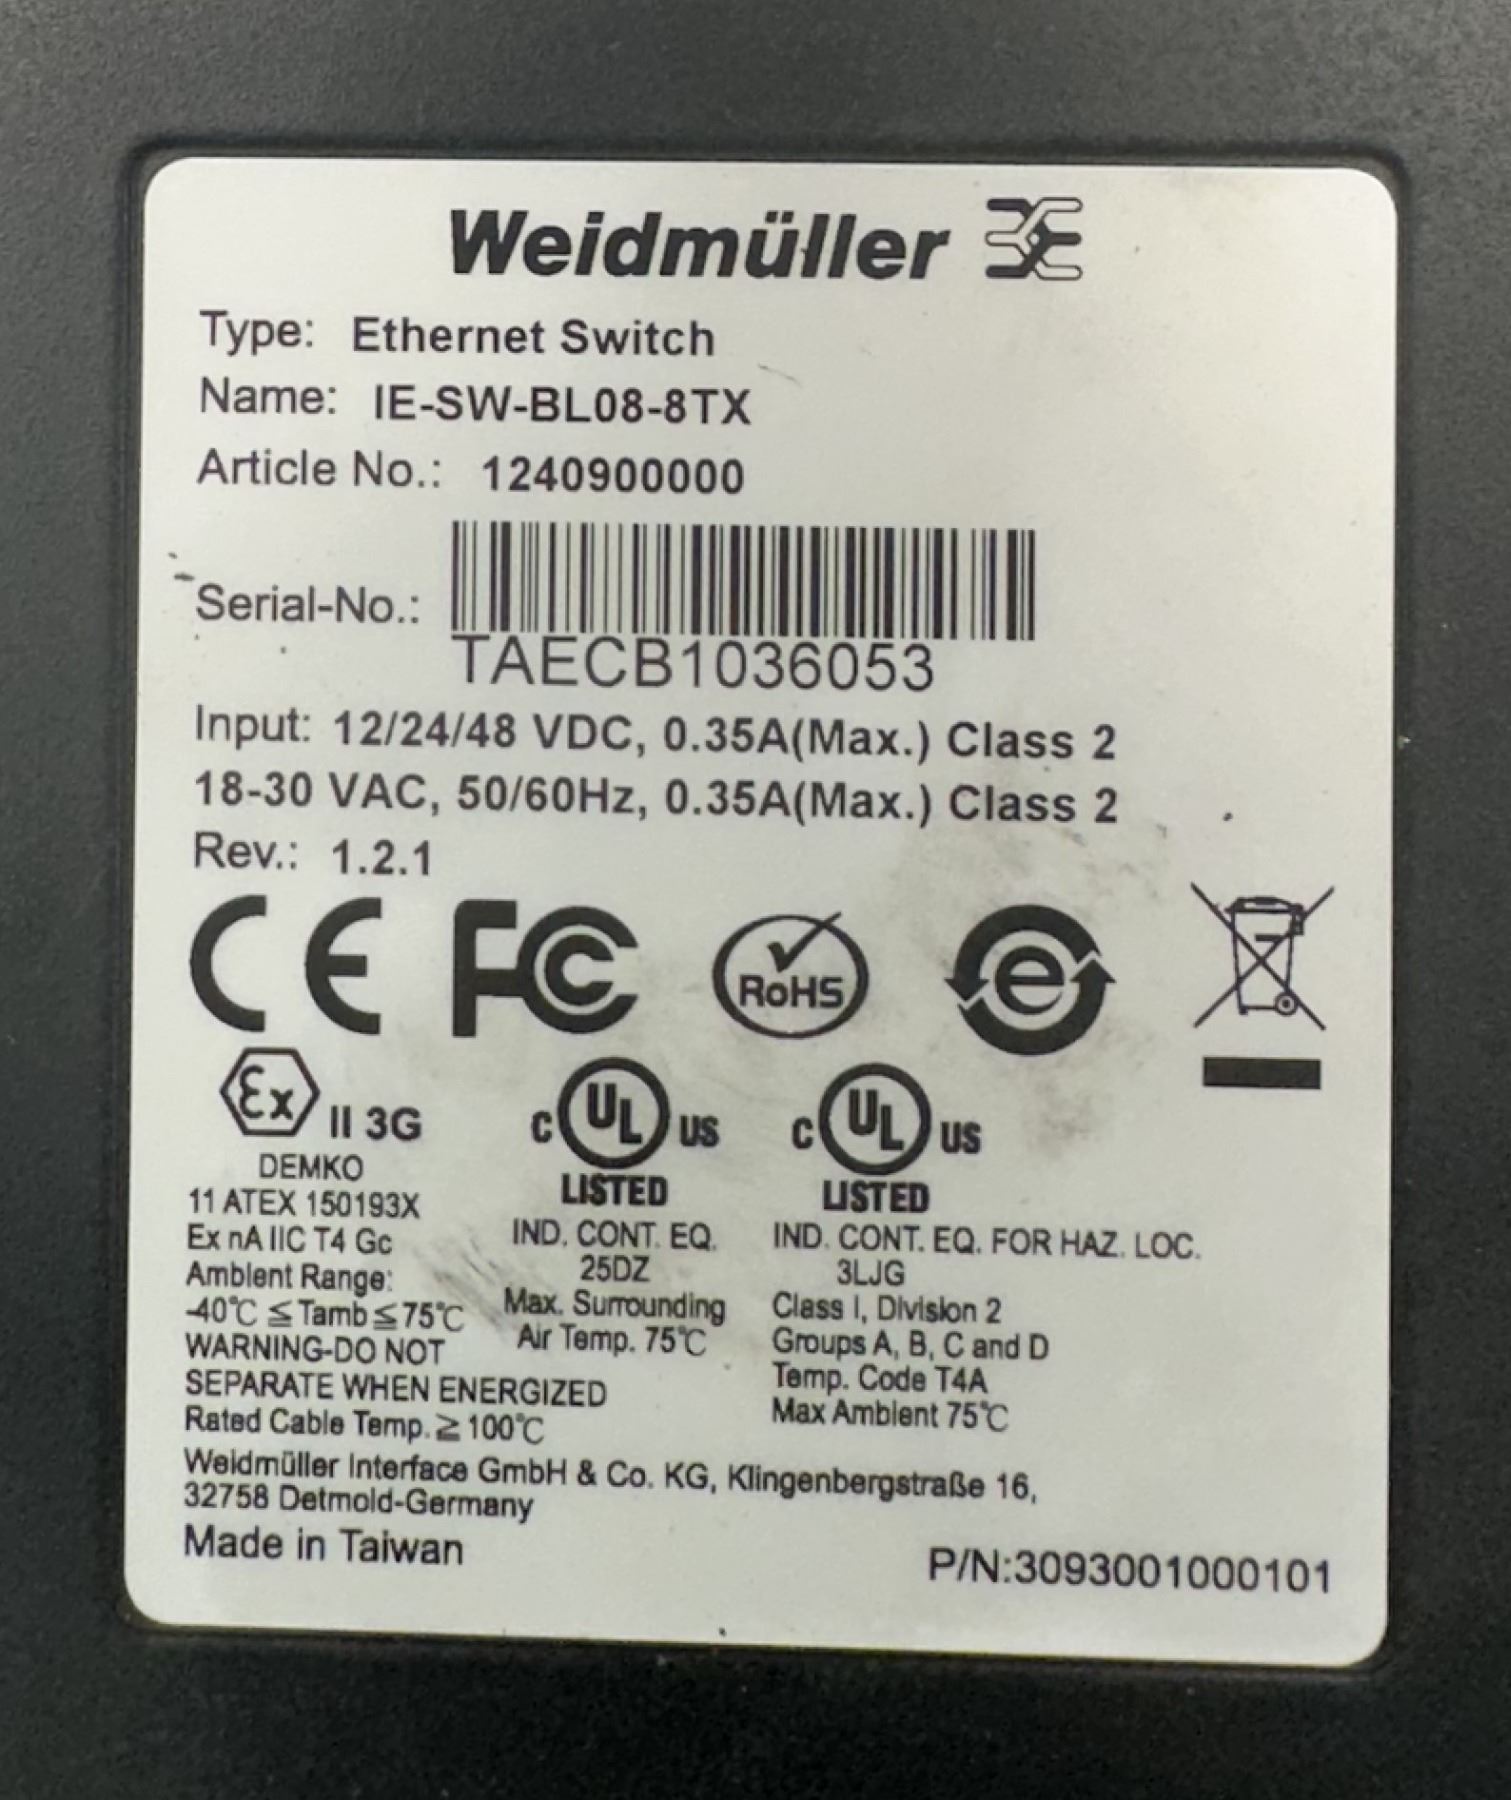 Weidmüller
Type: Ethernet Switch
Name: IE-SW-BL08-8TX
Article No.: 1240900000
Serial-No.:
TAECB1036053
Input: 12/24/48 VDC, 0.35A(Max.) Class 2
18-30 VAC, 50/60Hz, 0.35A(Max.) Class 2
Rev.: 1.2.1
CE FC RoHS e
Ex II 3G
DEMKO
11 ATEX 150193X
Ex nA IIC T4 Gc
Ambient Range:
-40℃ ≦ Tamb ≦ 75℃
WARNING-DO NOT
SEPARATE WHEN ENERGIZED
Rated Cable Temp. ≧ 100℃
C UL US
LISTED
IND. CONT. EQ.
25DZ
Max. Surrounding
Air Temp. 75℃
C UL US
LISTED
IND. CONT. EQ. FOR HAZ. LOC.
3LJG
Class I, Division 2
Groups A, B, C and D
Temp. Code T4A
Max Ambient 75℃
Weidmüller Interface GmbH & Co. KG, Klingenbergstraße 16,
32758 Detmold-Germany
Made in Taiwan
P/N:3093001000101